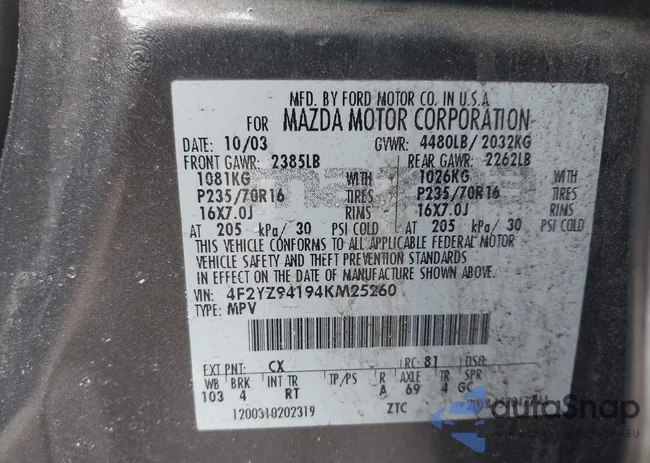 MFD. BY FORD MOTOR CO. IN U.S.A
FOR MAZDA MOTOR CORPORATION
DATE: 10/03 GVWR: 4480LB/ 2032KG
FRONT GAWR: 2385LB REAR GAWR: 2262LB
1081KG WITH 1026KG WITH
P235/70R16 TIRES P235/70R16 TIRES
16X7.0J RIMS 16X7.0J RIMS
AT 205 kPa/ 30 PSI COLD AT 205 kPa/ 30 PSI COLD
THIS VEHICLE CONFORMS TO ALL APPLICABLE FEDERAL MOTOR
VEHICLE SAFETY AND THEFT PREVENTION STANDARDS
IN EFFECT ON THE DATE OF MANUFACTURE SHOWN ABOVE.
VIN: 4F2YZ94194KM25260
TYPE: MPV
EXT PNT: CX RC: 81 DSO:
WB BRK INT TR TP/PS R AXLE TR SPR
103 4 RT A 69 4 GC
1200310202319 ZTC
autoSnap